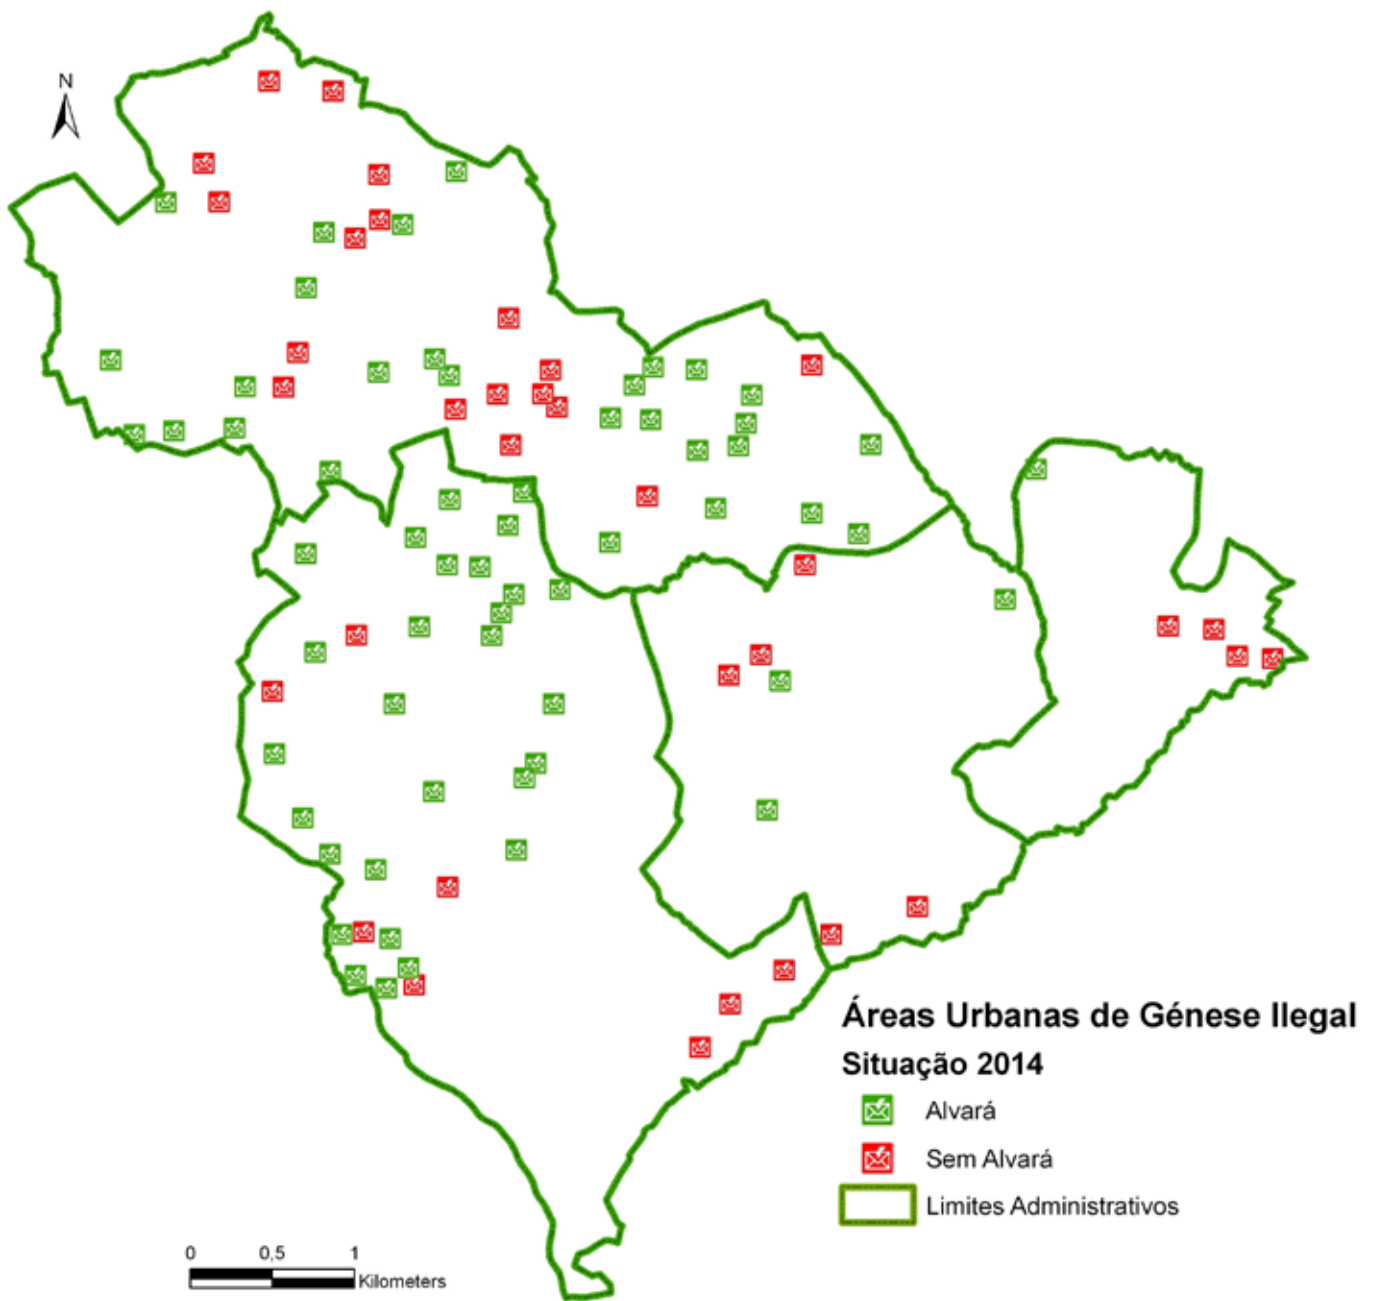 N
Áreas Urbanas de Génese Ilegal
Situação 2014
Alvará
Sem Alvará
Limites Administrativos
0 0,5 1
Kilometers